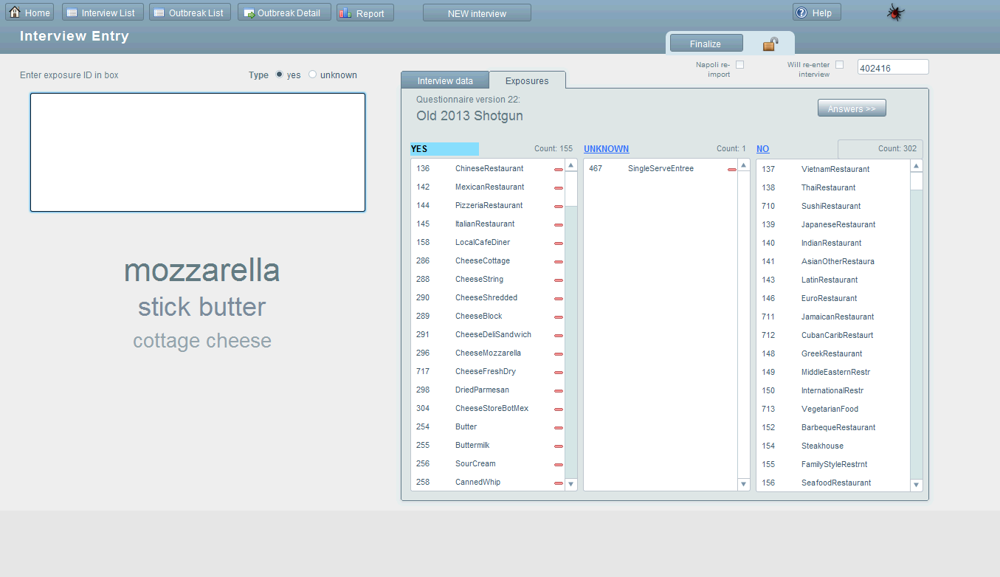 Home Interview List Outbreak List Outbreak Detail Report NEW interview Help
Interview Entry
Finalize
Enter exposure ID in box
Type yes unknown
Napoli re-
import
Will re-enter
interview
402416
Interview data Exposures
Questionnaire version 22:
Old 2013 Shotgun
Answers >>
mozzarella
stick butter
cottage cheese
YES Count: 155
136 ChineseRestaurant
142 MexicanRestaurant
144 PizzeriaRestaurant
145 ItalianRestaurant
158 LocalCafeDiner
286 CheeseCottage
288 CheeseString
290 CheeseShredded
289 CheeseBlock
291 CheeseDeliSandwich
296 CheeseMozzarella
717 CheeseFreshDry
298 DriedParmesan
304 CheeseStoreBotMex
254 Butter
255 Buttermilk
256 SourCream
258 CannedWhip
UNKNOWN Count: 1
467 SingleServeEntree
NO Count: 302
137 VietnamRestaurant
138 ThaiRestaurant
710 SushiRestaurant
139 JapaneseRestaurant
140 IndianRestaurant
141 AsianOtherRestaura
143 LatinRestaurant
146 EuroRestaurant
711 JamaicanRestaurant
712 CubanCaribRestaurt
148 GreekRestaurant
149 MiddleEasternRestr
150 InternationalRestr
713 VegetarianFood
152 BarbequeRestaurant
154 Steakhouse
155 FamilyStyleRestrnt
156 SeafoodRestaurant